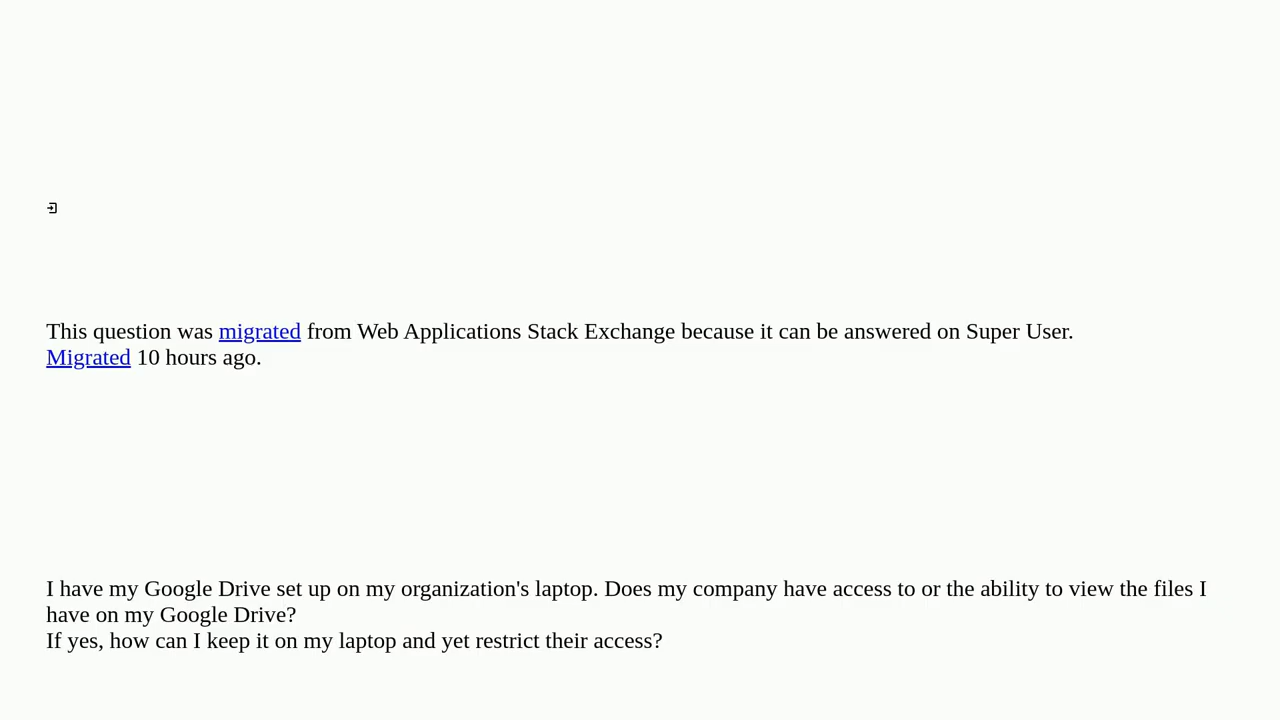 This question was migrated from Web Applications Stack Exchange because it can be answered on Super User.
Migrated 10 hours ago.
I have my Google Drive set up on my organization's laptop. Does my company have access to or the ability to view the files I
have on my Google Drive?
If yes, how can I keep it on my laptop and yet restrict their access?